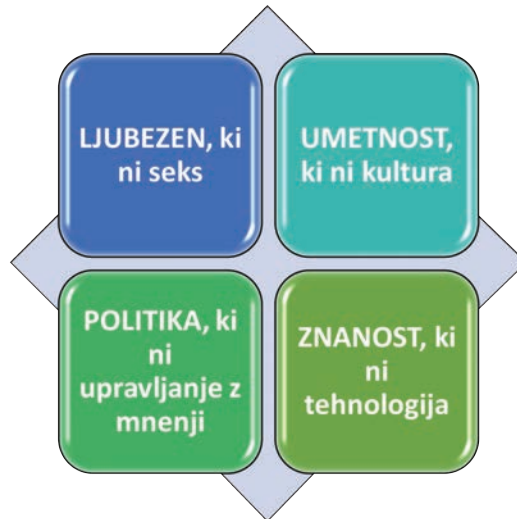 LJUBEZEN, ki
ni seks
UMETNOST,
ki ni kultura
POLITIKA, ki
ni
upravljanje z
mnenji
ZNANOST, ki
ni
tehnologija